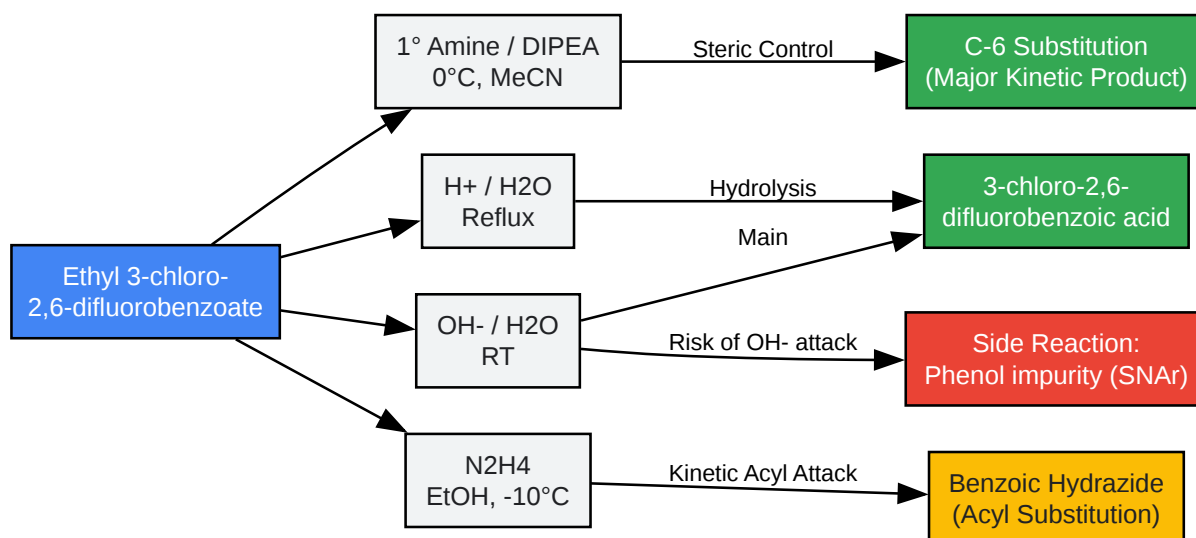 1° Amine / DIPEA
0°C, MeCN
Steric Control
C-6 Substitution
(Major Kinetic Product)
H+ / H2O
Reflux
Hydrolysis
3-chloro-2,6-
difluorobenzoic acid
Main
Ethyl 3-chloro-
2,6-difluorobenzoate
OH- / H2O
RT
Risk of OH- attack
Side Reaction:
Phenol impurity (SNAr)
N2H4
EtOH, -10°C
Kinetic Acyl Attack
Benzoic Hydrazide
(Acyl Substitution)